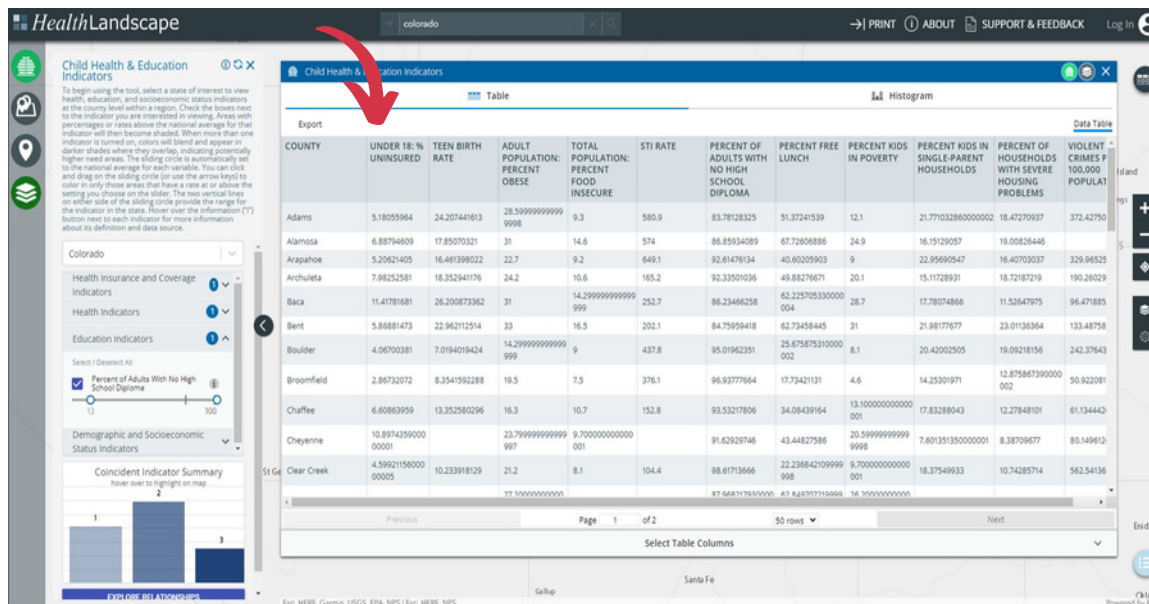 HealthLandscape
colorado
PRINT
ABOUT
SUPPORT & FEEDBACK
Log In
Child Health & Education
Indicators
To begin using the tool, select a state of interest to view
health, education, and socioeconomic status indicators
at the county level within a region. Check the boxes next
to the indicator you are interested in viewing. Areas with
percentages or rates above the national average for that
indicator will then become shaded. When more than one
indicator is turned on, colors will blend and appear in
darker shades where they overlap, indicating potentially
higher need areas. The sliding circle is automatically set
to the national average for each variable. You can click
and drag on the sliding circle (or use the arrow keys) to
color in only those areas that have a rate at or above the
setting you choose on the slider. The two vertical lines
on either side of the sliding circle provide the range for
the indicator in the state. Hover over the information ("i")
button next to each indicator for more information
about its definition and data source.
Colorado
Health Insurance and Coverage
Indicators
1
Health Indicators
1
Education Indicators
1
Select / Deselect All
Percent of Adults With No High
School Diploma
13 100
Demographic and Socioeconomic
Status Indicators
Coincident Indicator Summary
hover over to highlight on map
1 2 3
EXPLORE RELATIONSHIPS
Child Health & Education Indicators
Table
Histogram
Export
Data Table
COUNTY
UNDER 18: %
UNINSURED
TEEN BIRTH
RATE
ADULT
POPULATION:
PERCENT
OBESE
TOTAL
POPULATION:
PERCENT
FOOD
INSECURE
STI RATE
PERCENT OF
ADULTS WITH
NO HIGH
SCHOOL
DIPLOMA
PERCENT FREE
LUNCH
PERCENT KIDS
IN POVERTY
PERCENT KIDS IN
SINGLE-PARENT
HOUSEHOLDS
PERCENT OF
HOUSEHOLDS
WITH SEVERE
HOUSING
PROBLEMS
VIOLENT
CRIMES P
100,000
POPULAT
Adams 5.18055964 24.207441613 28.599999999999998 9.3 580.9 83.78128325 51.37241539 12.1 21.771032860000002 18.47270937 372.42750
Alamosa 6.88794609 17.85070321 31 14.6 574 86.85934089 67.72606886 24.9 16.15129057 19.00826446
Arapahoe 5.20621405 16.461398022 22.7 9.2 649.1 92.61476134 40.60205903 9 22.95690547 16.40703037 329.96525
Archuleta 7.98252581 18.352941176 24.2 10.6 165.2 92.33501036 49.88276671 20.1 15.11728931 18.72187219 190.26029
Baca 11.41781681 26.200873362 31 14.299999999999999 252.7 86.23466258 62.225705330000004 28.7 17.78074866 11.52647975 96.471885
Bent 5.86881473 22.962112514 33 16.5 202.1 84.75959418 62.73458445 31 21.98177677 23.01136364 133.48758
Boulder 4.06700381 7.0194019424 14.299999999999999 9 437.8 95.01962351 25.675875310000002 8.1 20.42002505 19.09218156 242.37643
Broomfield 2.86732072 8.3541592288 19.5 7.5 376.1 96.93777664 17.73421131 4.6 14.25301971 12.875867390000002 50.922081
Chaffee 6.60863959 13.352580296 16.3 10.7 152.8 93.53217806 34.08439164 13.100000000000001 17.83288043 12.27848101 61.134442
Cheyenne 10.897435900000001 23.799999999999997 9.700000000000001 91.62929746 43.44827586 20.599999999999998 7.601351350000001 8.38709677 80.149612
Clear Creek 4.5992115600000005 10.233918129 21.2 8.1 104.4 98.61713666 22.236842109999998 9.700000000000001 18.37549933 10.74285714 562.54136
Previous
Page 1 of 2
50 rows
Next
Select Table Columns
Santa Fe
Gallup
Enid
Island
St Ge
Esri, HERE, Garmin, USGS, EPA, NPS | Esri, HERE, NPS
Powered by